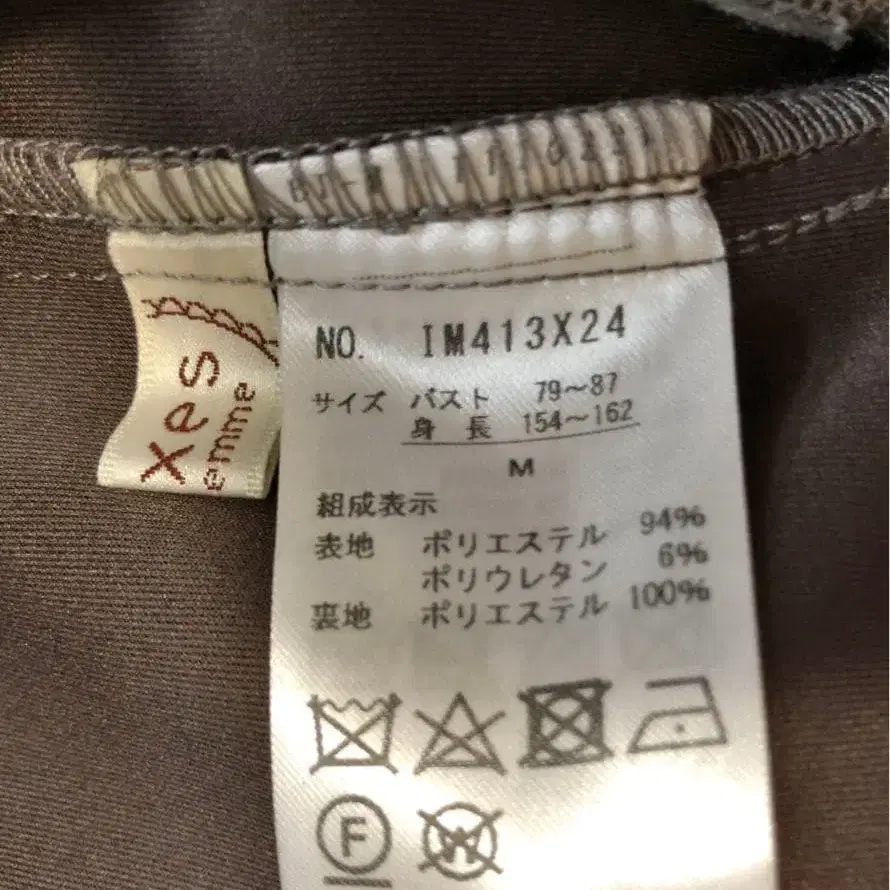 xes
emme
NO. IM413X24
サイズ バスト 79~87
身長 154~162
M
組成表示
表地 ポリエステル 94%
ポリウレタン 6%
裏地 ポリエステル 100%
F
W